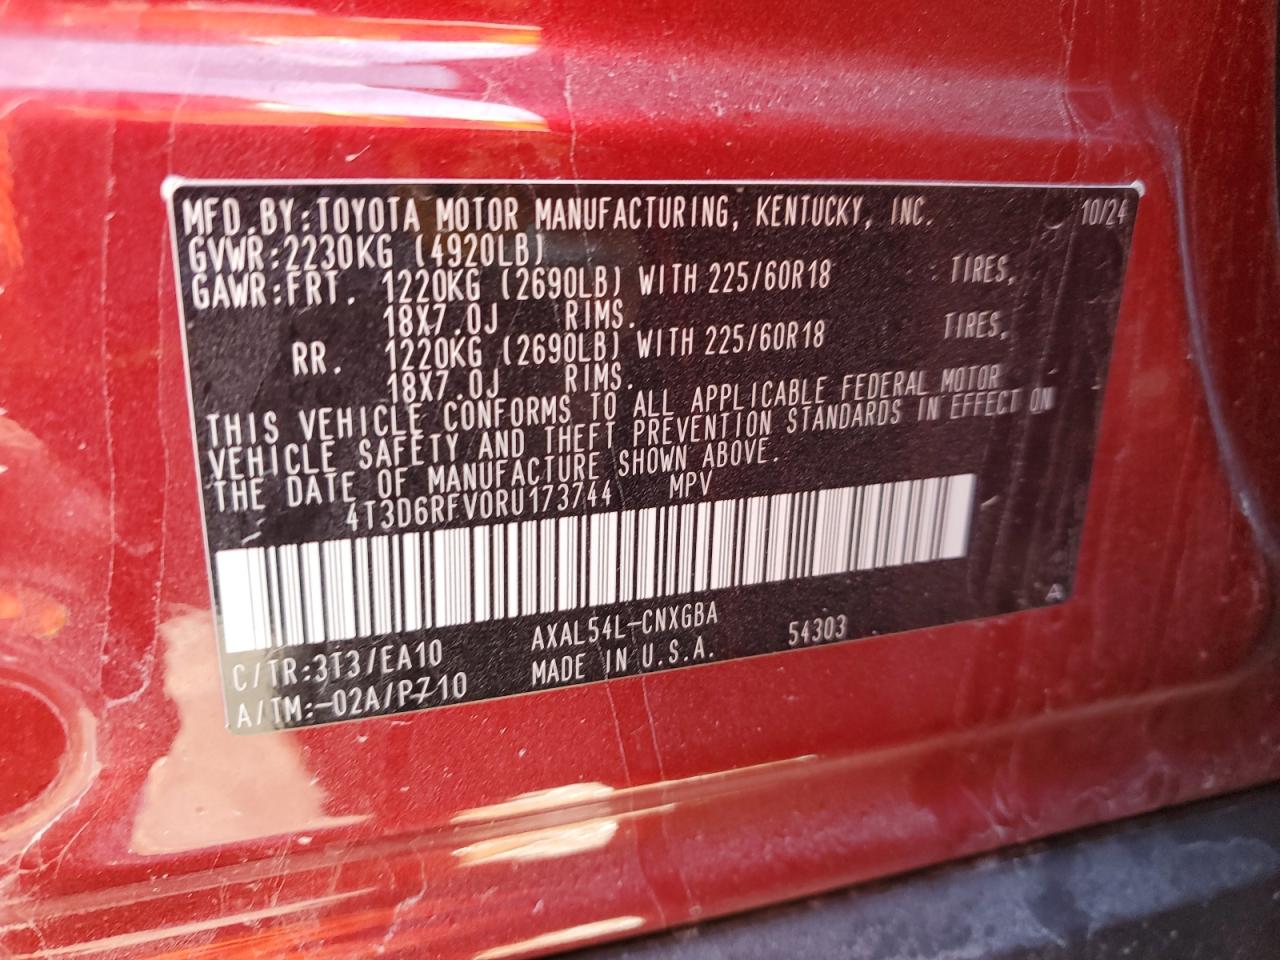 MFD.BY:TOYOTA MOTOR MANUFACTURING, KENTUCKY, INC. 10/24
GVWR:2230KG (4920LB)
GAWR:FRT. 1220KG (2690LB) WITH 225/60R18 TIRES,
18X7.0J RIMS.
RR. 1220KG (2690LB) WITH 225/60R18 TIRES,
18X7.0J RIMS.
THIS VEHICLE CONFORMS TO ALL APPLICABLE FEDERAL MOTOR
VEHICLE SAFETY AND THEFT PREVENTION STANDARDS IN EFFECT ON
THE DATE OF MANUFACTURE SHOWN ABOVE.
4T3D6RFV0RU173744 MPV
A
C/TR:3T3/EA10 AXAL54L-CNXGBA 54303
A/TM:-02A/P710 MADE IN U.S.A.